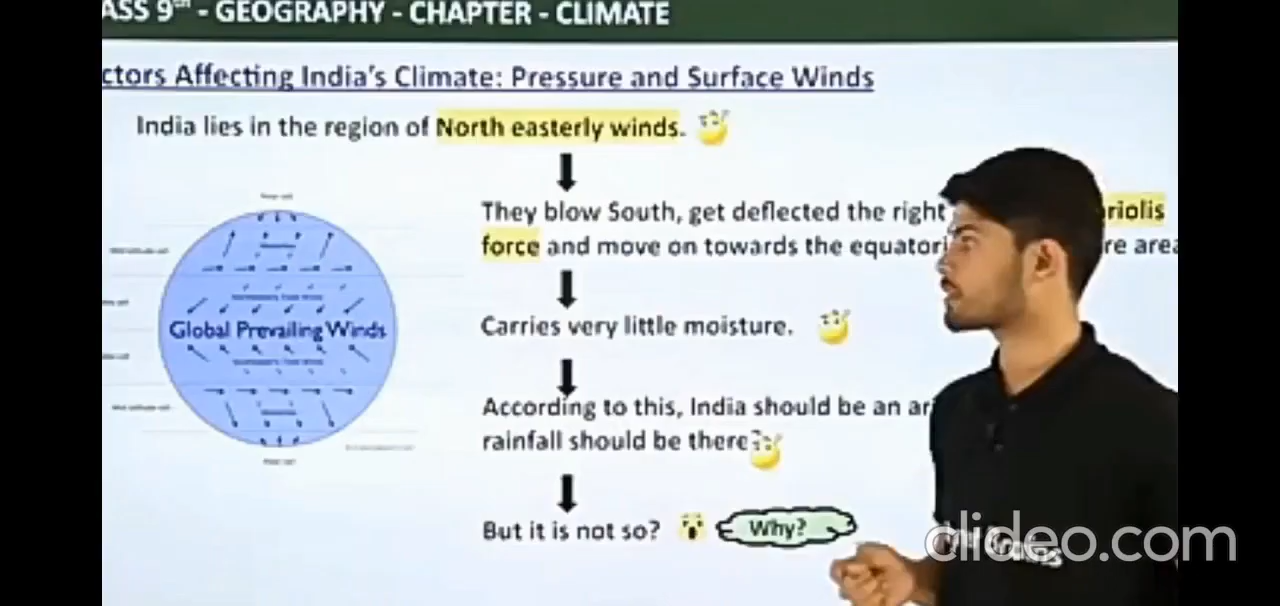 ASS 9th - GEOGRAPHY - CHAPTER - CLIMATE
ctors Affecting India's Climate: Pressure and Surface Winds
India lies in the region of North easterly winds.
They blow South, get deflected the right riolis
force and move on towards the equatori re area
Carries very little moisture.
According to this, India should be an ar
rainfall should be there?
But it is not so?
Why?
Global Prevailing Winds
clideo.com